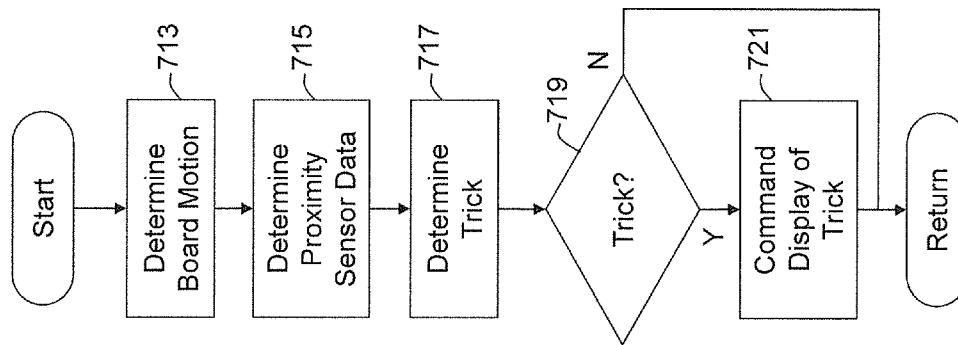 Start
Determine
Board Motion
713
Determine
Proximity
Sensor Data
715
Determine
Trick
717
Trick?
719
N
Y
Command
Display of
Trick
721
Return